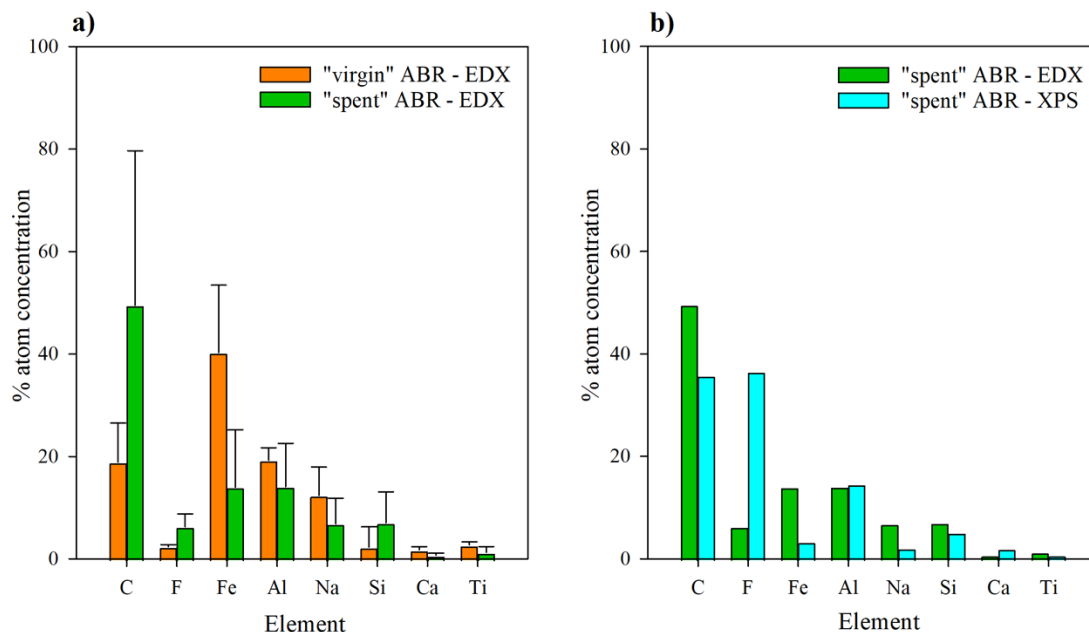 a)
100
80
60
40
20
0
% atom concentration
"virgin" ABR - EDX
"spent" ABR - EDX
C F Fe Al Na Si Ca Ti
Element
b)
100
80
60
40
20
0
% atom concentration
"spent" ABR - EDX
"spent" ABR - XPS
C F Fe Al Na Si Ca Ti
Element